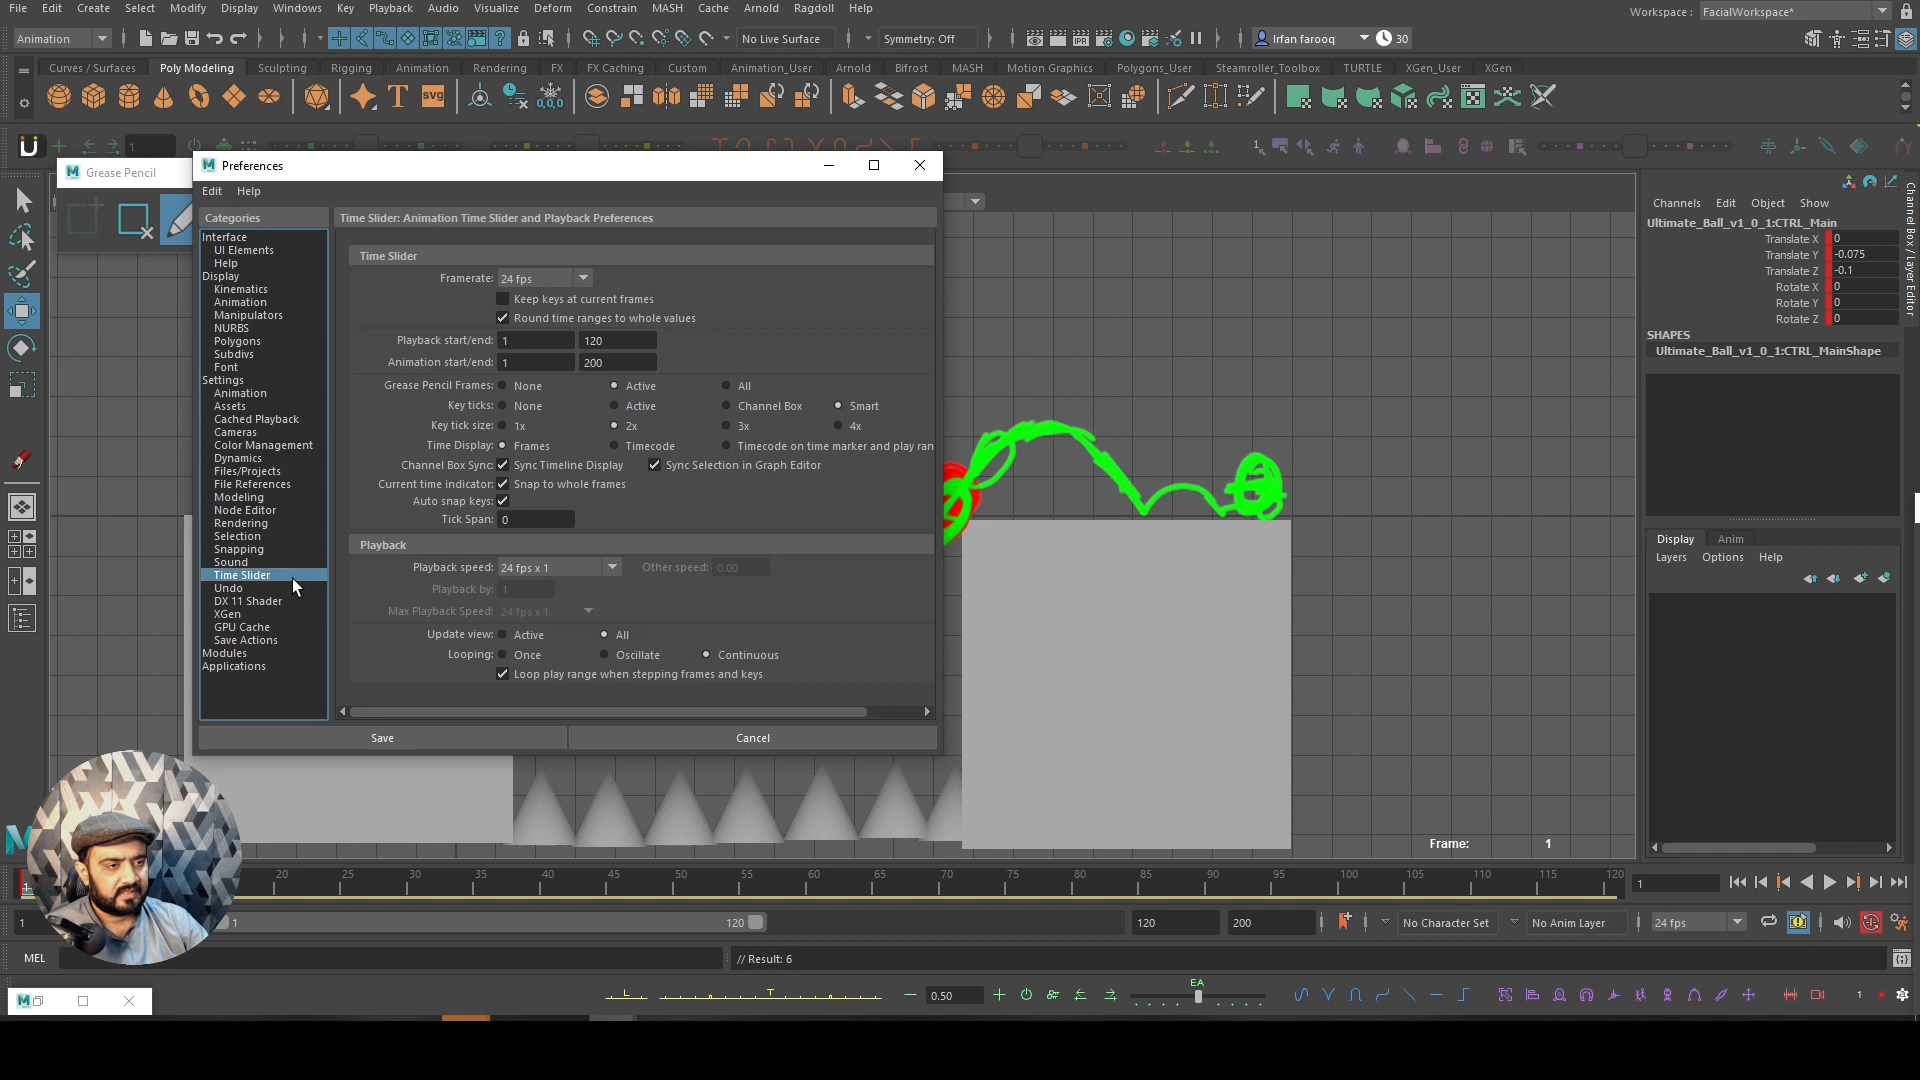 File Edit Create Select Modify Display Windows Key Playback Audio Visualize Deform Constrain MASH Cache Arnold Ragdoll Help
Workspace : FacialWorkspace*
Animation No Live Surface Symmetry: Off Irfan farooq 30
Curves / Surfaces Poly Modeling Sculpting Rigging Animation Rendering FX FX Caching Custom Animation_User Arnold Bifrost MASH Motion Graphics Polygons_User Steamroller_Toolbox TURTLE XGen_User XGen
T svg 0,0,0
1 1
Grease Pencil
Preferences
Edit Help
Categories
Interface
UI Elements
Help
Display
Kinematics
Animation
Manipulators
NURBS
Polygons
Subdivs
Font
Settings
Animation
Assets
Cached Playback
Cameras
Color Management
Dynamics
Files/Projects
File References
Modeling
Node Editor
Rendering
Selection
Snapping
Sound
Time Slider
Undo
DX 11 Shader
XGen
GPU Cache
Save Actions
Modules
Applications
Time Slider: Animation Time Slider and Playback Preferences
Time Slider
Framerate: 24 fps
Keep keys at current frames
Round time ranges to whole values
Playback start/end: 1 120
Animation start/end: 1 200
Grease Pencil Frames: None Active All
Key ticks: None Active Channel Box Smart
Key tick size: 1x 2x 3x 4x
Time Display: Frames Timecode Timecode on time marker and play ran
Channel Box Sync: Sync Timeline Display Sync Selection in Graph Editor
Current time indicator: Snap to whole frames
Auto snap keys:
Tick Span: 0
Playback
Playback speed: 24 fps x 1 Other speed: 0.00
Playback by: 1
Max Playback Speed: 24 fps x 1
Update view: Active All
Looping: Once Oscillate Continuous
Loop play range when stepping frames and keys
Save Cancel
Channels Edit Object Show
Ultimate_Ball_v1_0_1:CTRL_Main
Translate X 0
Translate Y -0.075
Translate Z -0.1
Rotate X 0
Rotate Y 0
Rotate Z 0
SHAPES
Ultimate_Ball_v1_0_1:CTRL_MainShape
Channel Box / Layer Editor
Display Anim
Layers Options Help
Frame: 1
1 20 25 30 35 40 45 50 55 60 65 70 75 80 85 90 95 100 105 110 115 120 1
1 1 120 120 200 No Character Set No Anim Layer 24 fps
MEL // Result: 6
T 0.50 EA 1